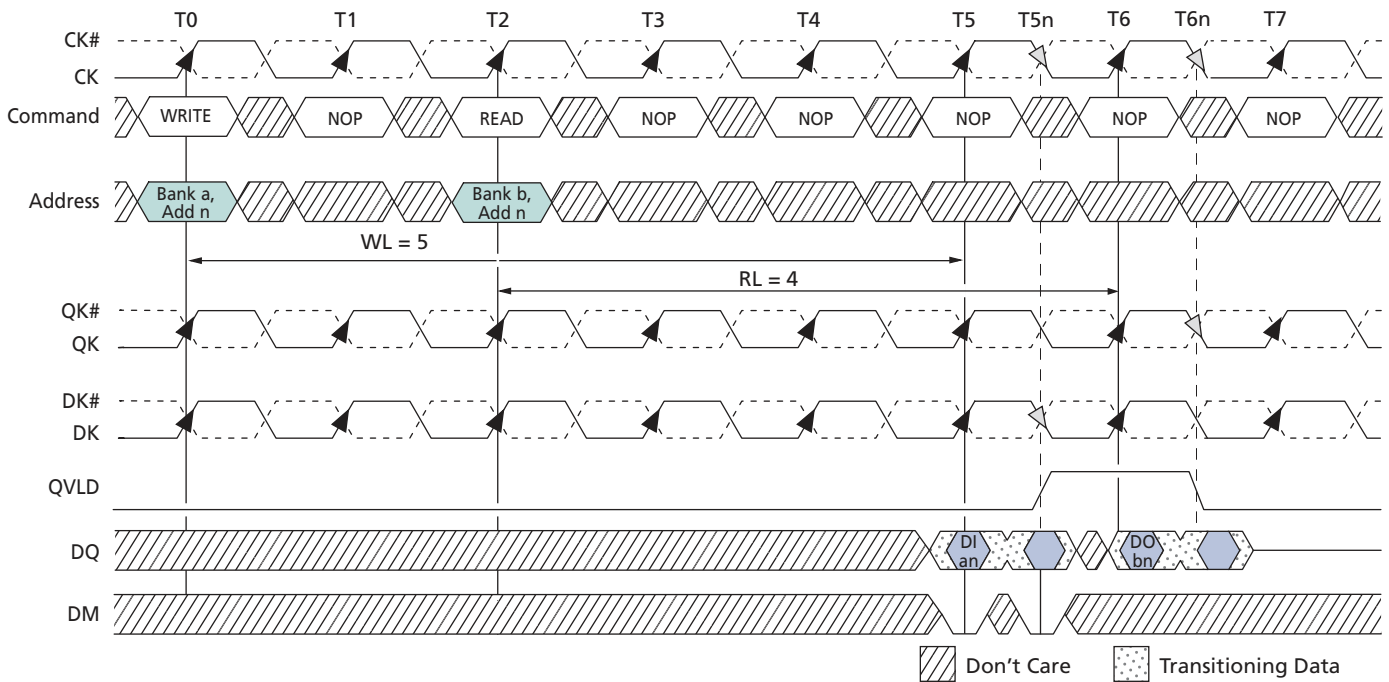 T0 T1 T2 T3 T4 T5 T5n T6 T6n T7
CK#
CK
Command WRITE NOP READ NOP NOP NOP NOP NOP
Address Bank a, Add n Bank b, Add n
WL = 5
RL = 4
QK#
QK
DK#
DK
QVLD
DQ DI an DO bn
DM
Don't Care Transitioning Data